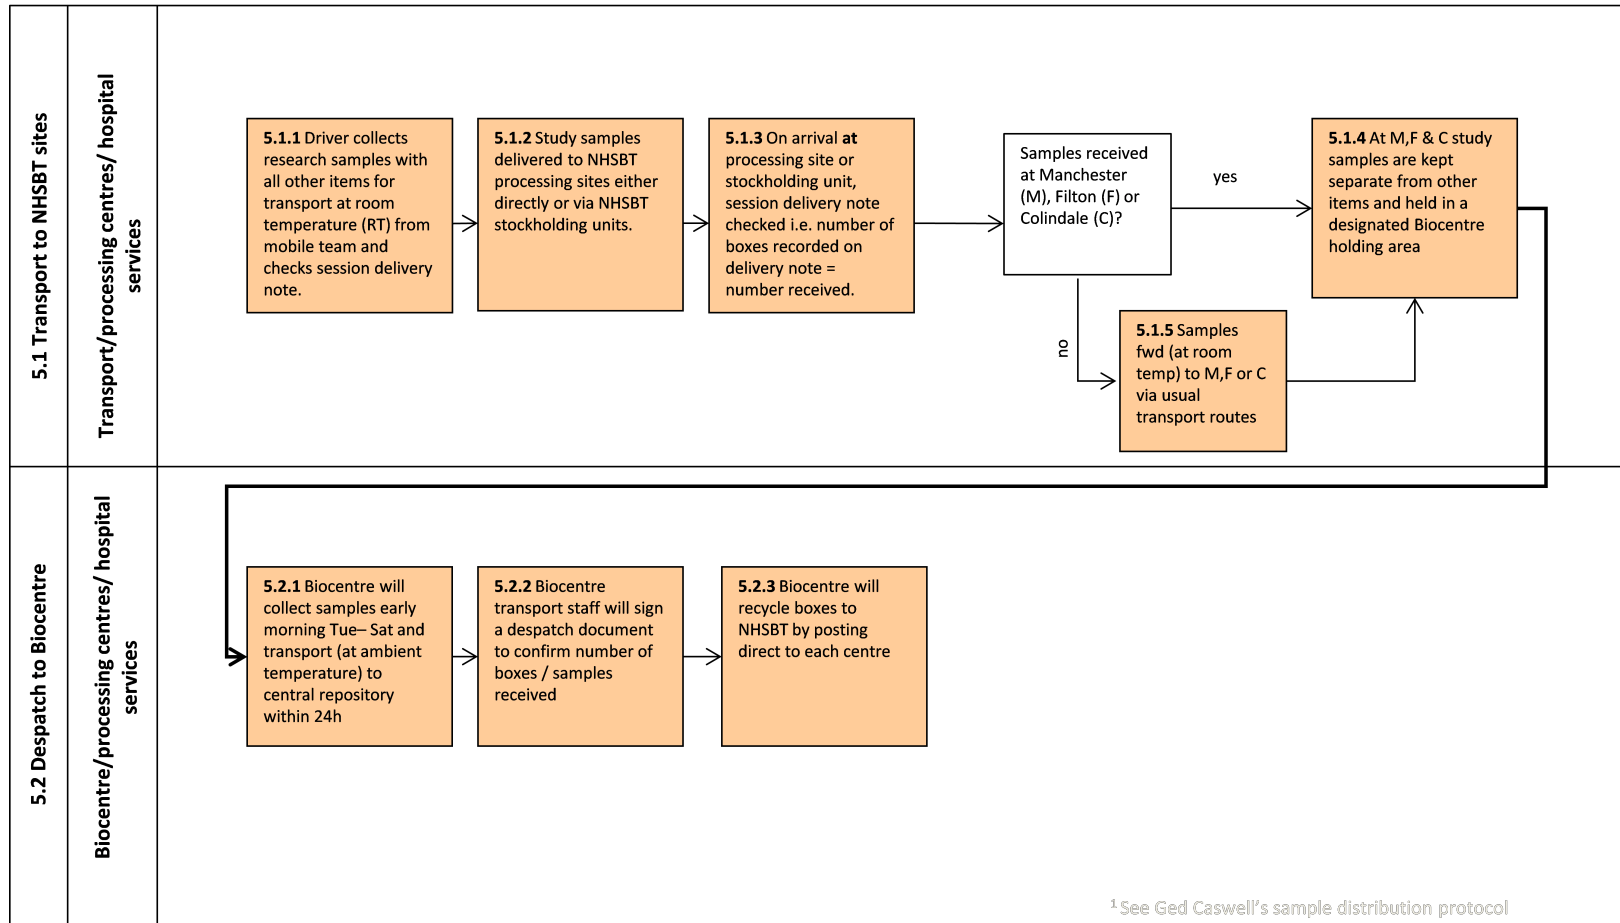 5.1 Transport to NHSBT sites
Transport/processing centres/ hospital
services
5.1.1 Driver collects
research samples with
all other items for
transport at room
temperature (RT) from
mobile team and
checks session delivery
note.
5.1.2 Study samples
delivered to NHSBT
processing sites either
directly or via NHSBT
stockholding units.
5.1.3 On arrival at
processing site or
stockholding unit,
session delivery note
checked i.e. number of
boxes recorded on
delivery note =
number received.
Samples received
at Manchester
(M), Filton (F) or
Colindale (C)?
yes
no
5.1.4 At M,F & C study
samples are kept
separate from other
items and held in a
designated Biocentre
holding area
5.1.5 Samples
fwd (at room
temp) to M,F or C
via usual
transport routes
5.2 Despatch to Biocentre
Biocentre/processing centres/ hospital
services
5.2.1 Biocentre will
collect samples early
morning Tue– Sat and
transport (at ambient
temperature) to
central repository
within 24h
5.2.2 Biocentre
transport staff will sign
a despatch document
to confirm number of
boxes / samples
received
5.2.3 Biocentre will
recycle boxes to
NHSBT by posting
direct to each centre
1 See Ged Caswell's sample distribution protocol